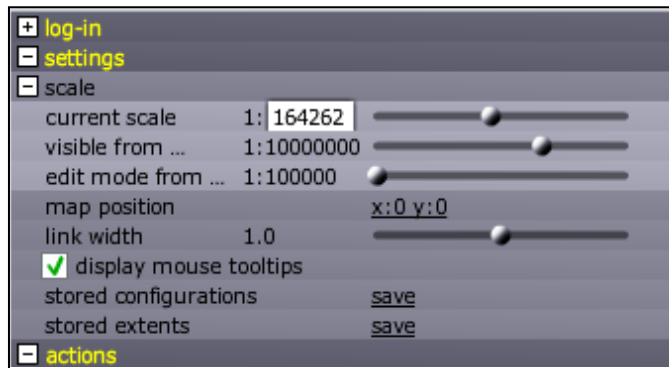 log-in
settings
scale
current scale 1: 164262
visible from ... 1:10000000
edit mode from ... 1:100000
map position x:0 y:0
link width 1.0
display mouse tooltips
stored configurations save
stored extents save
actions